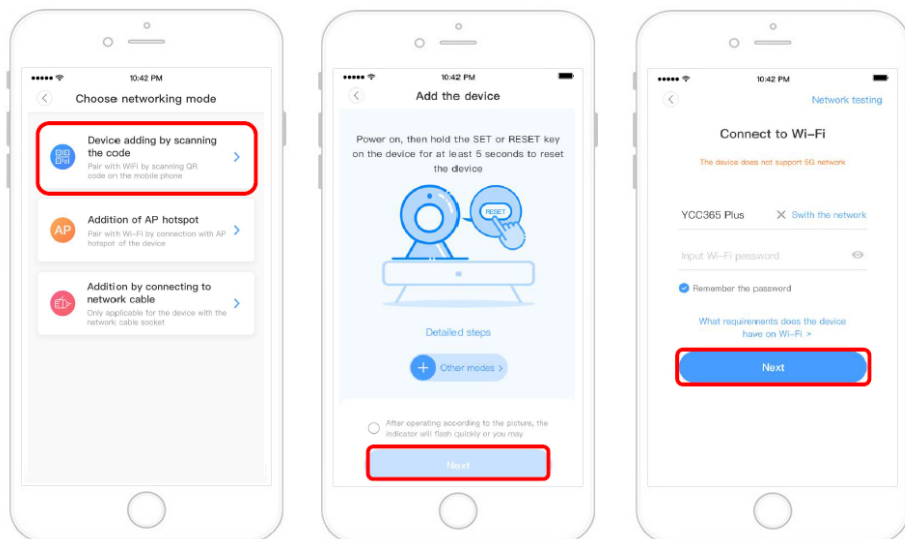 10:42 PM
Choose networking mode
Device adding by scanning
the code
Pair with WiFi by scanning QR
code on the mobile phone
AP
Addition of AP hotspot
Pair with Wi-Fi by connection with AP
hotspot of the device
Addition by connecting to
network cable
Only applicable for the device with the
network cable socket
10:42 PM
Add the device
Power on, then hold the SET or RESET key
on the device for at least 5 seconds to reset
the device
RESET
Detailed steps
+ Other modes >
After operating according to the picture, the
indicator will flash quickly or you may
Next
10:42 PM
Network testing
Connect to Wi-Fi
The device does not support 5G network
YCC365 Plus
Swith the network
Input Wi-Fi password
Remember the password
What requirements does the device
have on Wi-Fi >
Next